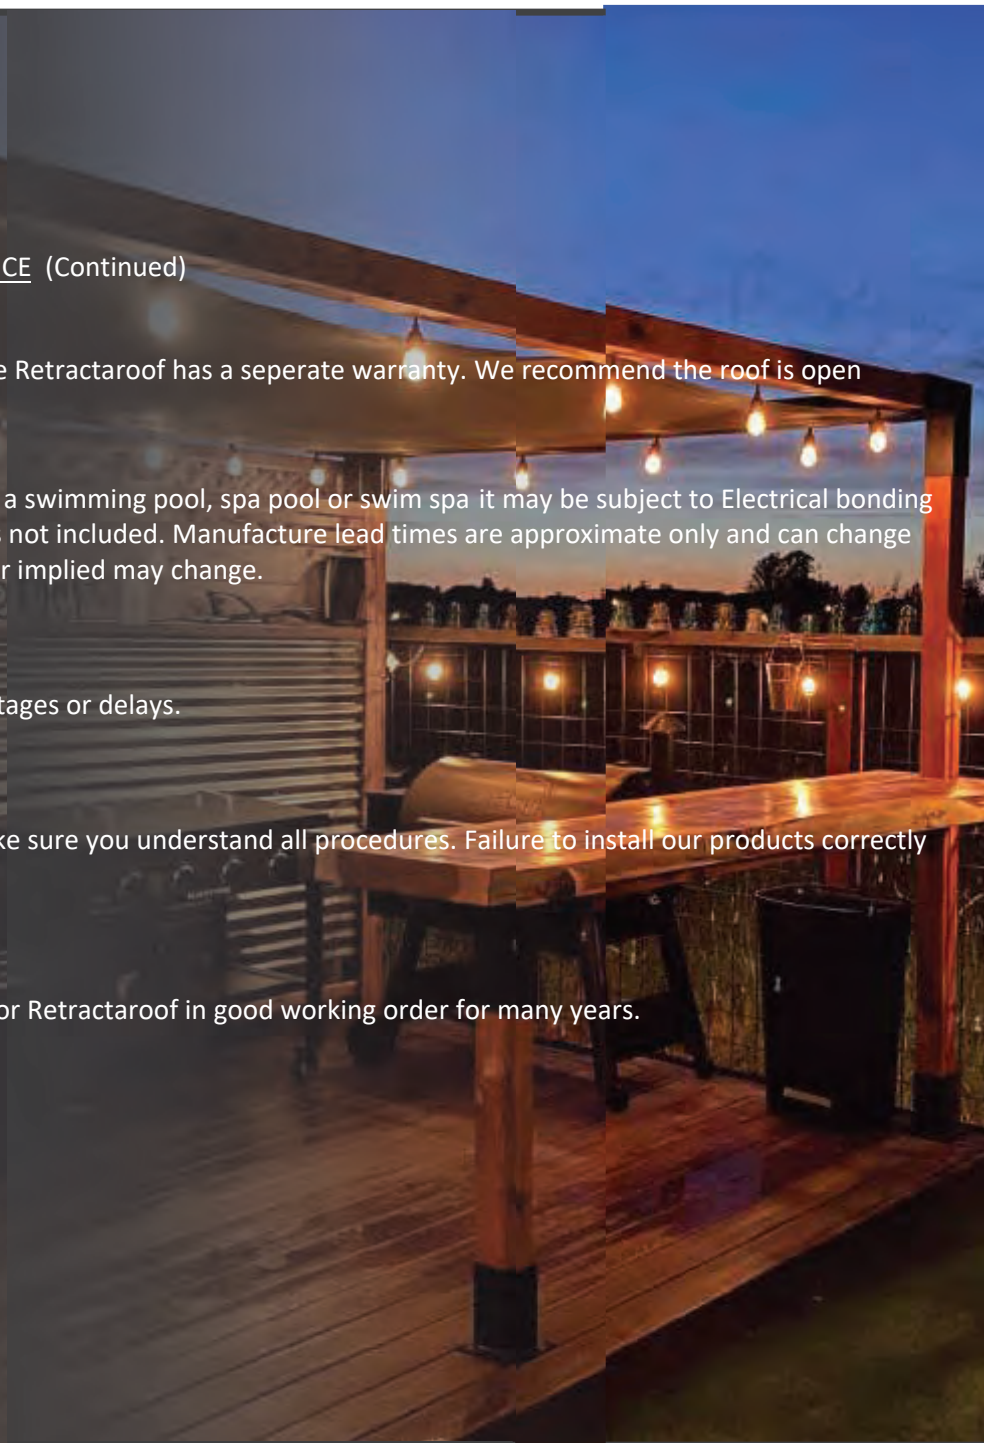 CE (Continued)
e Retractaroof has a seperate warranty. We recommend the roof is open
a swimming pool, spa pool or swim spa it may be subject to Electrical bonding
s not included. Manufacture lead times are approximate only and can change
r implied may change.
tages or delays.
ke sure you understand all procedures. Failure to install our products correctly
or Retractaroof in good working order for many years.